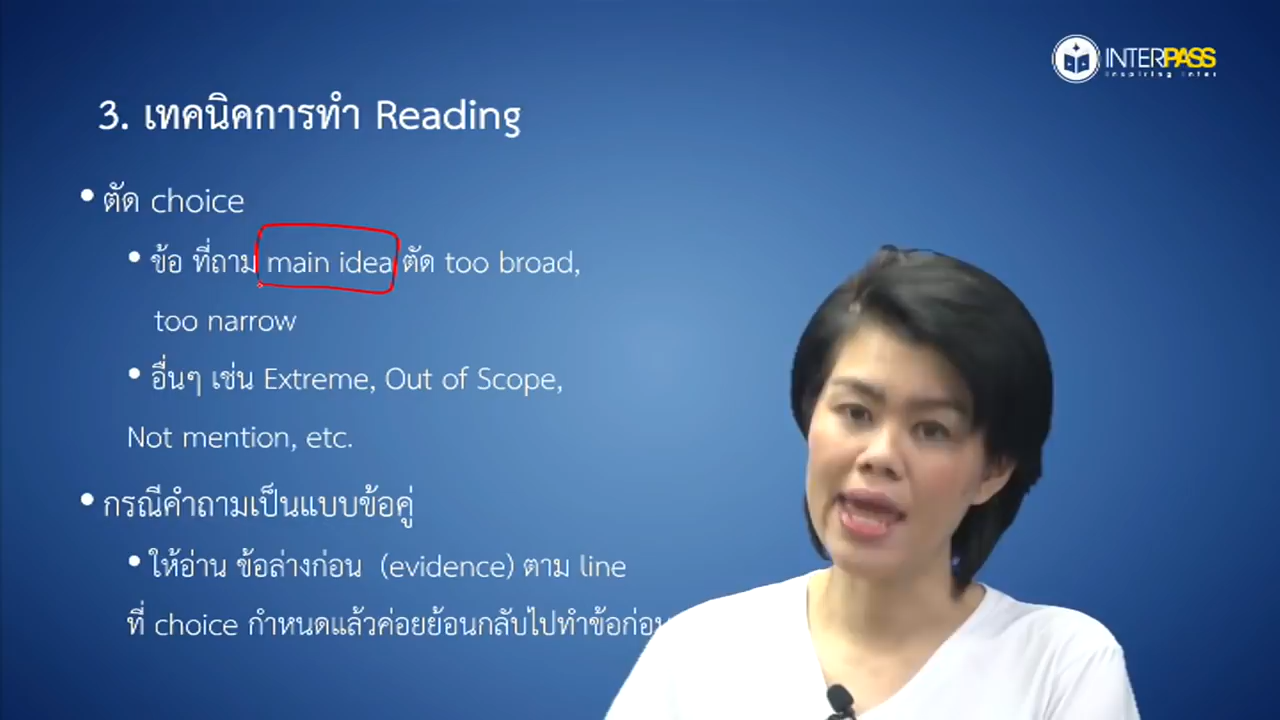 INTERPASS
Inspiring Inter
3. เทคนิคการทำ Reading
• ตัด choice
• ข้อ ที่ถาม main idea ตัด too broad,
too narrow
• อื่นๆ เช่น Extreme, Out of Scope,
Not mention, etc.
• กรณีคำถามเป็นแบบข้อคู่
• ให้อ่าน ข้อล่างก่อน (evidence) ตาม line
ที่ choice กำหนดแล้วค่อยย้อนกลับไปทำข้อก่อน